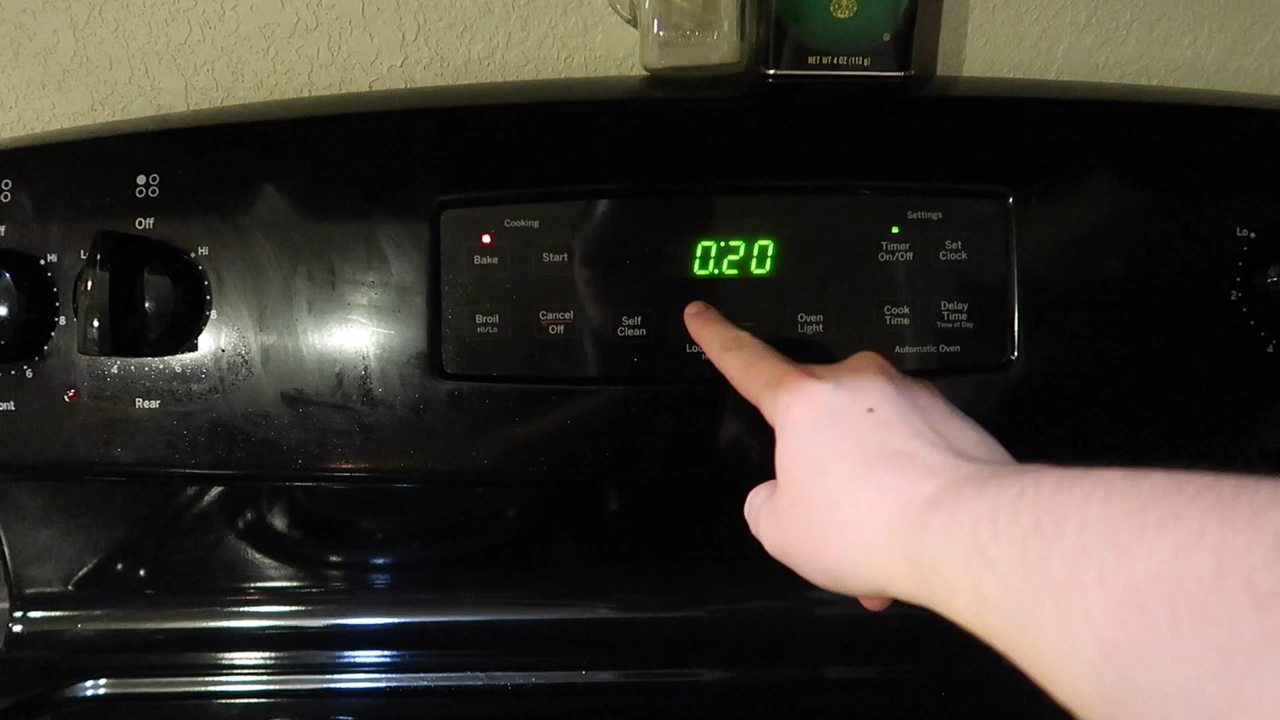 NET WT 4 OZ (113 g)
Off
Hi
8
6
Off
Lo
Hi
8
6
4
Rear
Cooking
Bake
Start
Broil
Hi/Lo
Cancel
Off
Self
Clean
0:20
Oven
Light
Settings
Timer
On/Off
Set
Clock
Cook
Time
Delay
Time
Time of Day
Automatic Oven
Lo
2
4